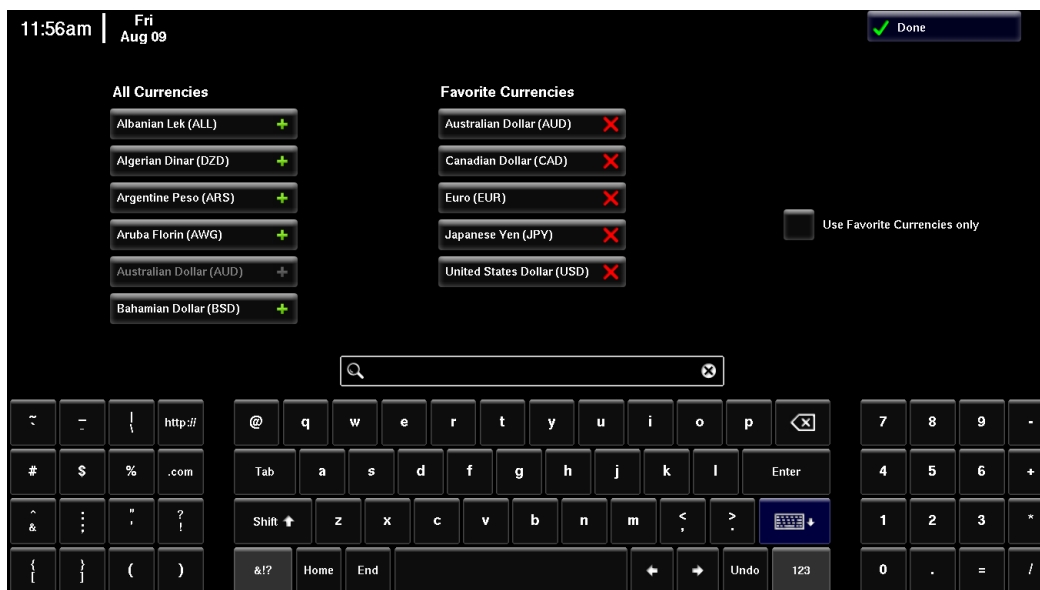 11:56am
Fri
Aug 09
Done
All Currencies
Albanian Lek (ALL) +
Algerian Dinar (DZD) +
Argentine Peso (ARS) +
Aruba Florin (AWG) +
Australian Dollar (AUD) +
Bahamian Dollar (BSD) +
Favorite Currencies
Australian Dollar (AUD)
Canadian Dollar (CAD)
Euro (EUR)
Japanese Yen (JPY)
United States Dollar (USD)
Use Favorite Currencies only
~ ` _ - | \ http:// @ q w e r t y u i o p 7 8 9 -
# $ % .com Tab a s d f g h j k l Enter 4 5 6 +
^ & : ; " ' ? ! Shift z x c v b n m < , > . 1 2 3 *
{ [ } ] ( ) &!? Home End Undo 123 0 . = /